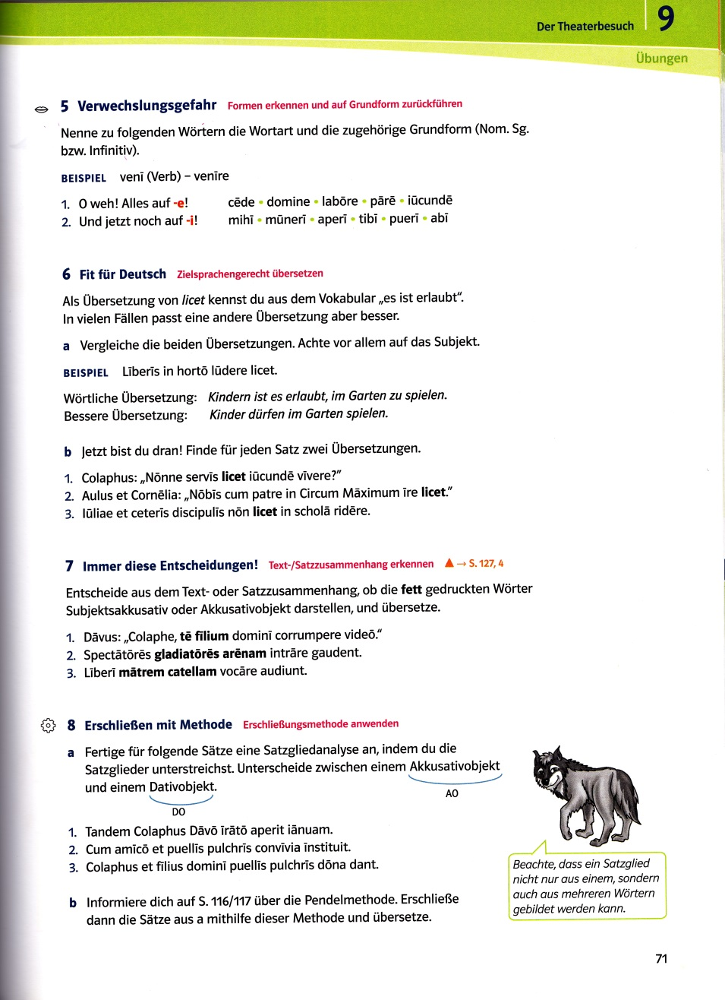 Der Theaterbesuch 9
Übungen
5 Verwechslungsgefahr Formen erkennen und auf Grundform zurückführen
Nenne zu folgenden Wörtern die Wortart und die zugehörige Grundform (Nom. Sg.
bzw. Infinitiv).
BEISPIEL venī (Verb) – venīre
1. O weh! Alles auf -e! cēde • domine • labōre • pārē • iūcundē
2. Und jetzt noch auf -i! mihī • mūnerī • aperī • tibī • puerī • abī
6 Fit für Deutsch Zielsprachengerecht übersetzen
Als Übersetzung von licet kennst du aus dem Vokabular „es ist erlaubt“.
In vielen Fällen passt eine andere Übersetzung aber besser.
a Vergleiche die beiden Übersetzungen. Achte vor allem auf das Subjekt.
BEISPIEL Līberīs in hortō lūdere licet.
Wörtliche Übersetzung: Kindern ist es erlaubt, im Garten zu spielen.
Bessere Übersetzung: Kinder dürfen im Garten spielen.
b Jetzt bist du dran! Finde für jeden Satz zwei Übersetzungen.
1. Colaphus: „Nōnne servīs licet iūcundē vīvere?”
2. Aulus et Cornēlia: „Nōbīs cum patre in Circum Māximum īre licet.”
3. Iūliae et ceterīs discipulīs nōn licet in scholā ridēre.
7 Immer diese Entscheidungen! Text-/Satzzusammenhang erkennen ▲ → S. 127, 4
Entscheide aus dem Text- oder Satzzusammenhang, ob die fett gedruckten Wörter
Subjektsakkusativ oder Akkusativobjekt darstellen, und übersetze.
1. Dāvus: „Colaphe, tē fīlium dominī corrumpere videō.“
2. Spectātōrēs gladiatōrēs arēnam intrāre gaudent.
3. Līberī mātrem catellam vocāre audiunt.
8 Erschließen mit Methode Erschließungsmethode anwenden
a Fertige für folgende Sätze eine Satzgliedanalyse an, indem du die
Satzglieder unterstreichst. Unterscheide zwischen einem Akkusativobjekt
und einem Dativobjekt.
AO
DO
1. Tandem Colaphus Dāvō īrātō aperit iānuam.
2. Cum amīcō et puellīs pulchrīs convīvia īnstituit.
3. Colaphus et fīlius dominī puellīs pulchrīs dōna dant.
b Informiere dich auf S. 116/117 über die Pendelmethode. Erschließe
dann die Sätze aus a mithilfe dieser Methode und übersetze.
Beachte, dass ein Satzglied
nicht nur aus einem, sondern
auch aus mehreren Wörtern
gebildet werden kann.
71